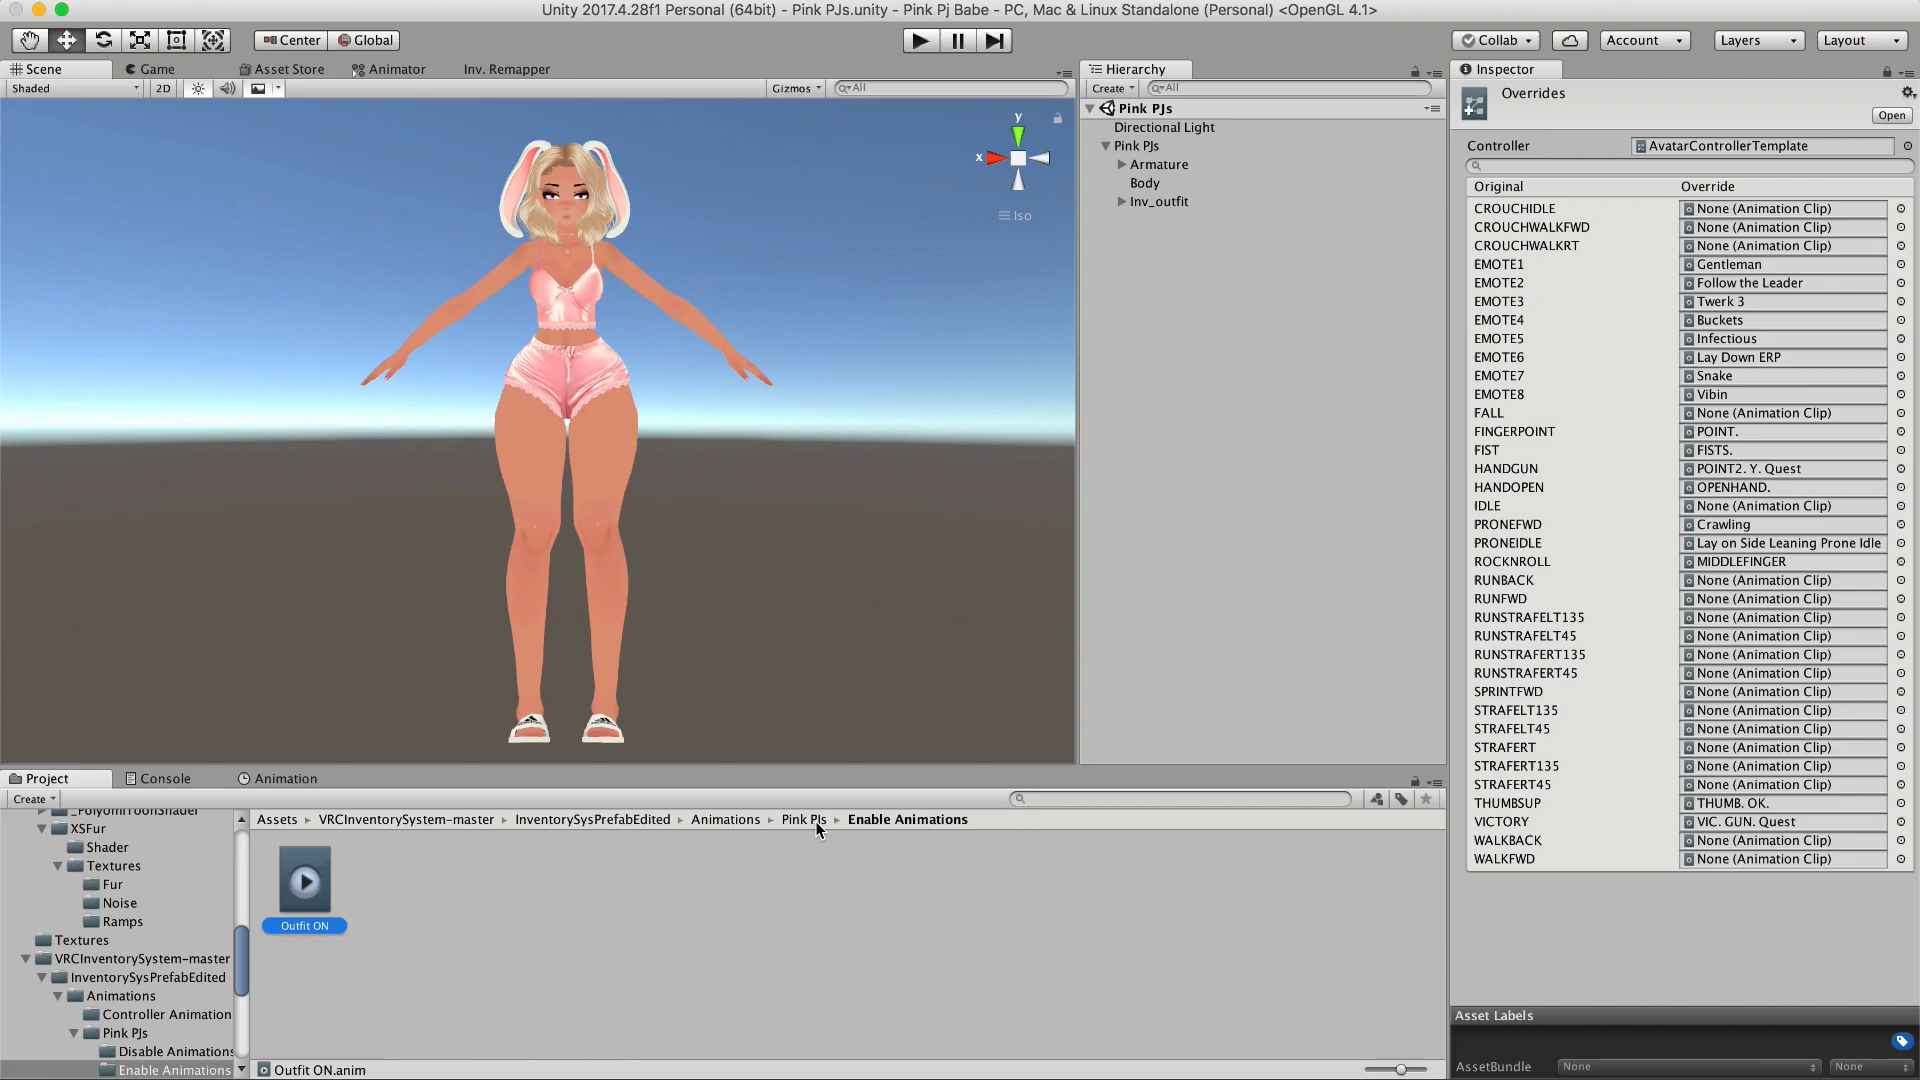 Unity 2017.4.28f1 Personal (64bit) - Pink PJs.unity - Pink Pj Babe - PC, Mac & Linux Standalone (Personal) <OpenGL 4.1>
Center Global Collab Account Layers Layout
Scene Game Asset Store Animator Inv. Remapper
Shaded 2D Gizmos All
y
x
Iso
Hierarchy
Create All
Pink PJs
Directional Light
Pink PJs
Armature
Body
Inv_outfit
Inspector
Overrides
Open
Controller AvatarControllerTemplate
Original Override
CROUCHIDLE None (Animation Clip)
CROUCHWALKFWD None (Animation Clip)
CROUCHWALKRT None (Animation Clip)
EMOTE1 Gentleman
EMOTE2 Follow the Leader
EMOTE3 Twerk 3
EMOTE4 Buckets
EMOTE5 Infectious
EMOTE6 Lay Down ERP
EMOTE7 Snake
EMOTE8 Vibin
FALL None (Animation Clip)
FINGERPOINT POINT.
FIST FISTS.
HANDGUN POINT2. Y. Quest
HANDOPEN OPENHAND.
IDLE None (Animation Clip)
PRONEFWD Crawling
PRONEIDLE Lay on Side Leaning Prone Idle
ROCKNROLL MIDDLEFINGER
RUNBACK None (Animation Clip)
RUNFWD None (Animation Clip)
RUNSTRAFELT135 None (Animation Clip)
RUNSTRAFELT45 None (Animation Clip)
RUNSTRAFERT135 None (Animation Clip)
RUNSTRAFERT45 None (Animation Clip)
SPRINTFWD None (Animation Clip)
STRAFELT135 None (Animation Clip)
STRAFELT45 None (Animation Clip)
STRAFERT None (Animation Clip)
STRAFERT135 None (Animation Clip)
STRAFERT45 None (Animation Clip)
THUMBSUP THUMB. OK.
VICTORY VIC. GUN. Quest
WALKBACK None (Animation Clip)
WALKFWD None (Animation Clip)
Asset Labels
AssetBundle None None
Project Console Animation
Create
_PolyomiToonShader
XSFur
Shader
Textures
Fur
Noise
Ramps
Textures
VRCInventorySystem-master
InventorySysPrefabEdited
Animations
Controller Animation
Pink PJs
Disable Animations
Enable Animations
Assets VRCInventorySystem-master InventorySysPrefabEdited Animations Pink PJs Enable Animations
Outfit ON
Outfit ON.anim